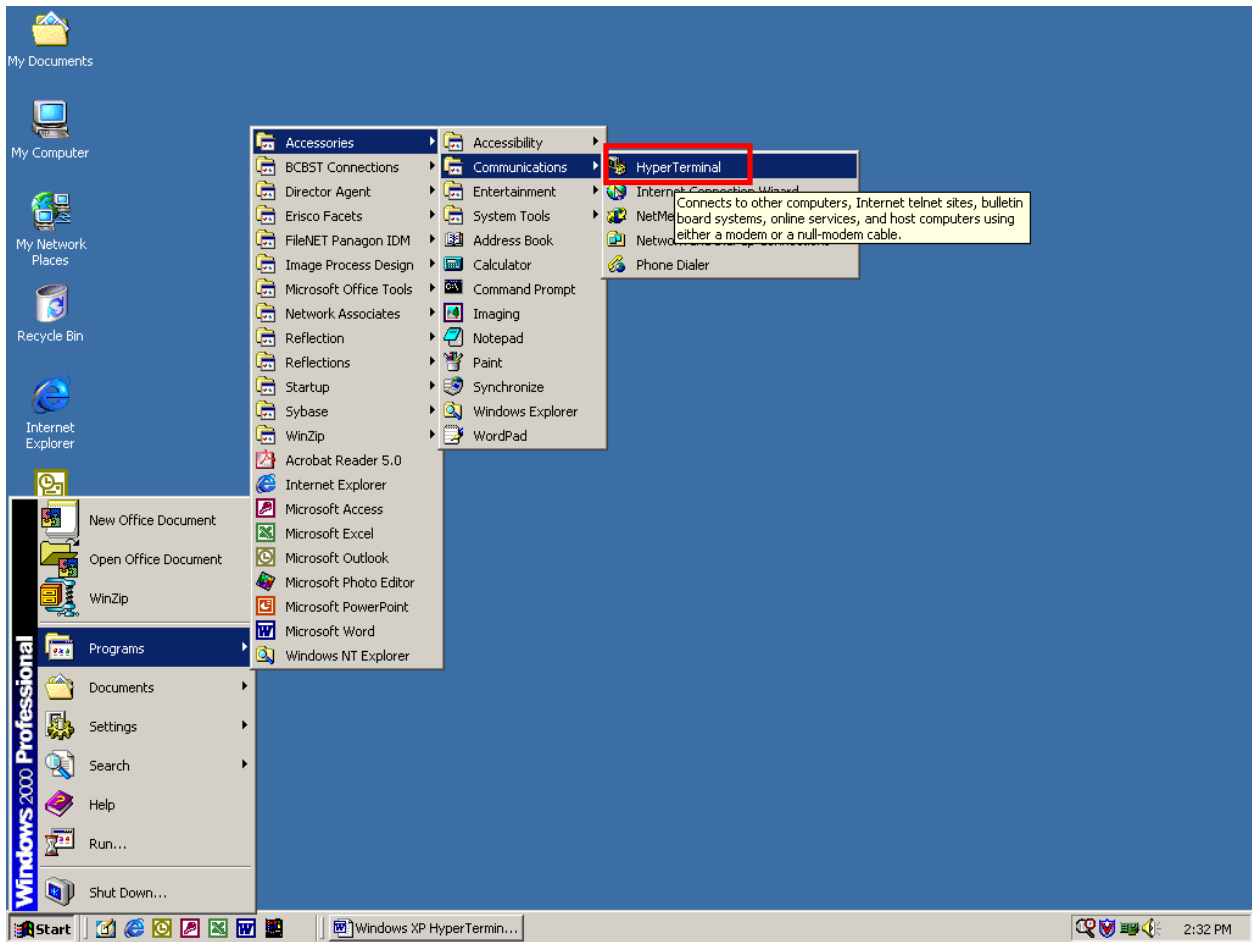 My Documents
My Computer
My Network
Places
Recycle Bin
Internet
Explorer
Accessories
BCBST Connections
Director Agent
Erisco Facets
FileNET Panagon IDM
Image Process Design
Microsoft Office Tools
Network Associates
Reflection
Reflections
Startup
Sybase
WinZip
Acrobat Reader 5.0
Internet Explorer
Microsoft Access
Microsoft Excel
Microsoft Outlook
Microsoft Photo Editor
Microsoft PowerPoint
Microsoft Word
Windows NT Explorer
Accessibility
Communications
Entertainment
System Tools
Address Book
Calculator
Command Prompt
Imaging
Notepad
Paint
Synchronize
Windows Explorer
WordPad
HyperTerminal
Internet Connection Wizard
NetMe
Phone Dialer
Connects to other computers, Internet telnet sites, bulletin
board systems, online services, and host computers using
either a modem or a null-modem cable.
New Office Document
Open Office Document
WinZip
Programs
Documents
Settings
Search
Help
Run...
Shut Down...
Windows 2000 Professional
Start
Windows XP HyperTermin...
2:32 PM